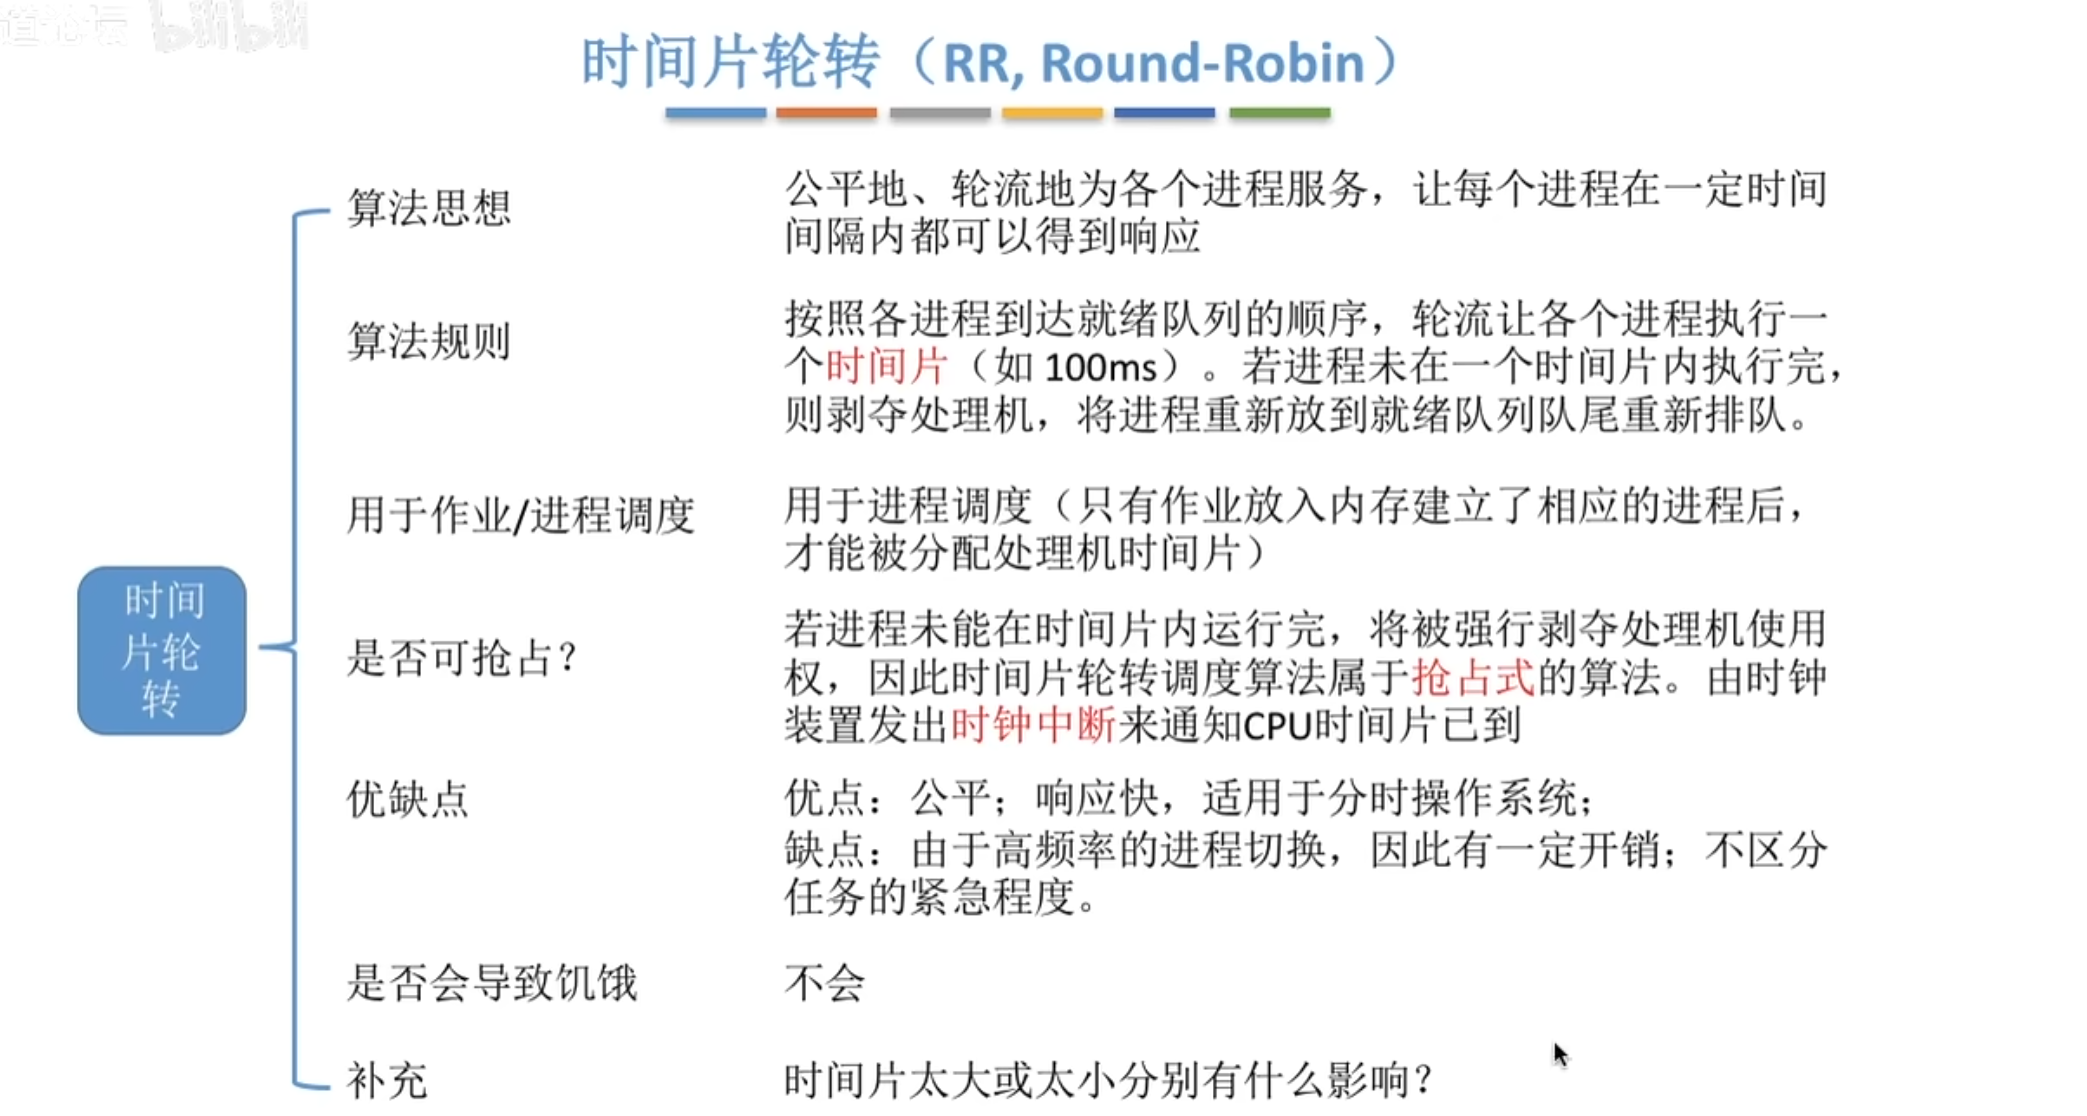 道论坛 bilibili
时间片轮转（RR, Round-Robin）
算法思想
公平地、轮流地为各个进程服务，让每个进程在一定时间
间隔内都可以得到响应
算法规则
按照各进程到达就绪队列的顺序，轮流让各个进程执行一
个时间片（如 100ms）。若进程未在一个时间片内执行完，
则剥夺处理机，将进程重新放到就绪队列队尾重新排队。
用于作业/进程调度
用于进程调度（只有作业放入内存建立了相应的进程后，
才能被分配处理机时间片）
时间
片轮
转
是否可抢占？
若进程未能在时间片内运行完，将被强行剥夺处理机使用
权，因此时间片轮转调度算法属于抢占式的算法。由时钟
装置发出时钟中断来通知CPU时间片已到
优缺点
优点：公平；响应快，适用于分时操作系统；
缺点：由于高频率的进程切换，因此有一定开销；不区分
任务的紧急程度。
是否会导致饥饿
不会
补充
时间片太大或太小分别有什么影响？